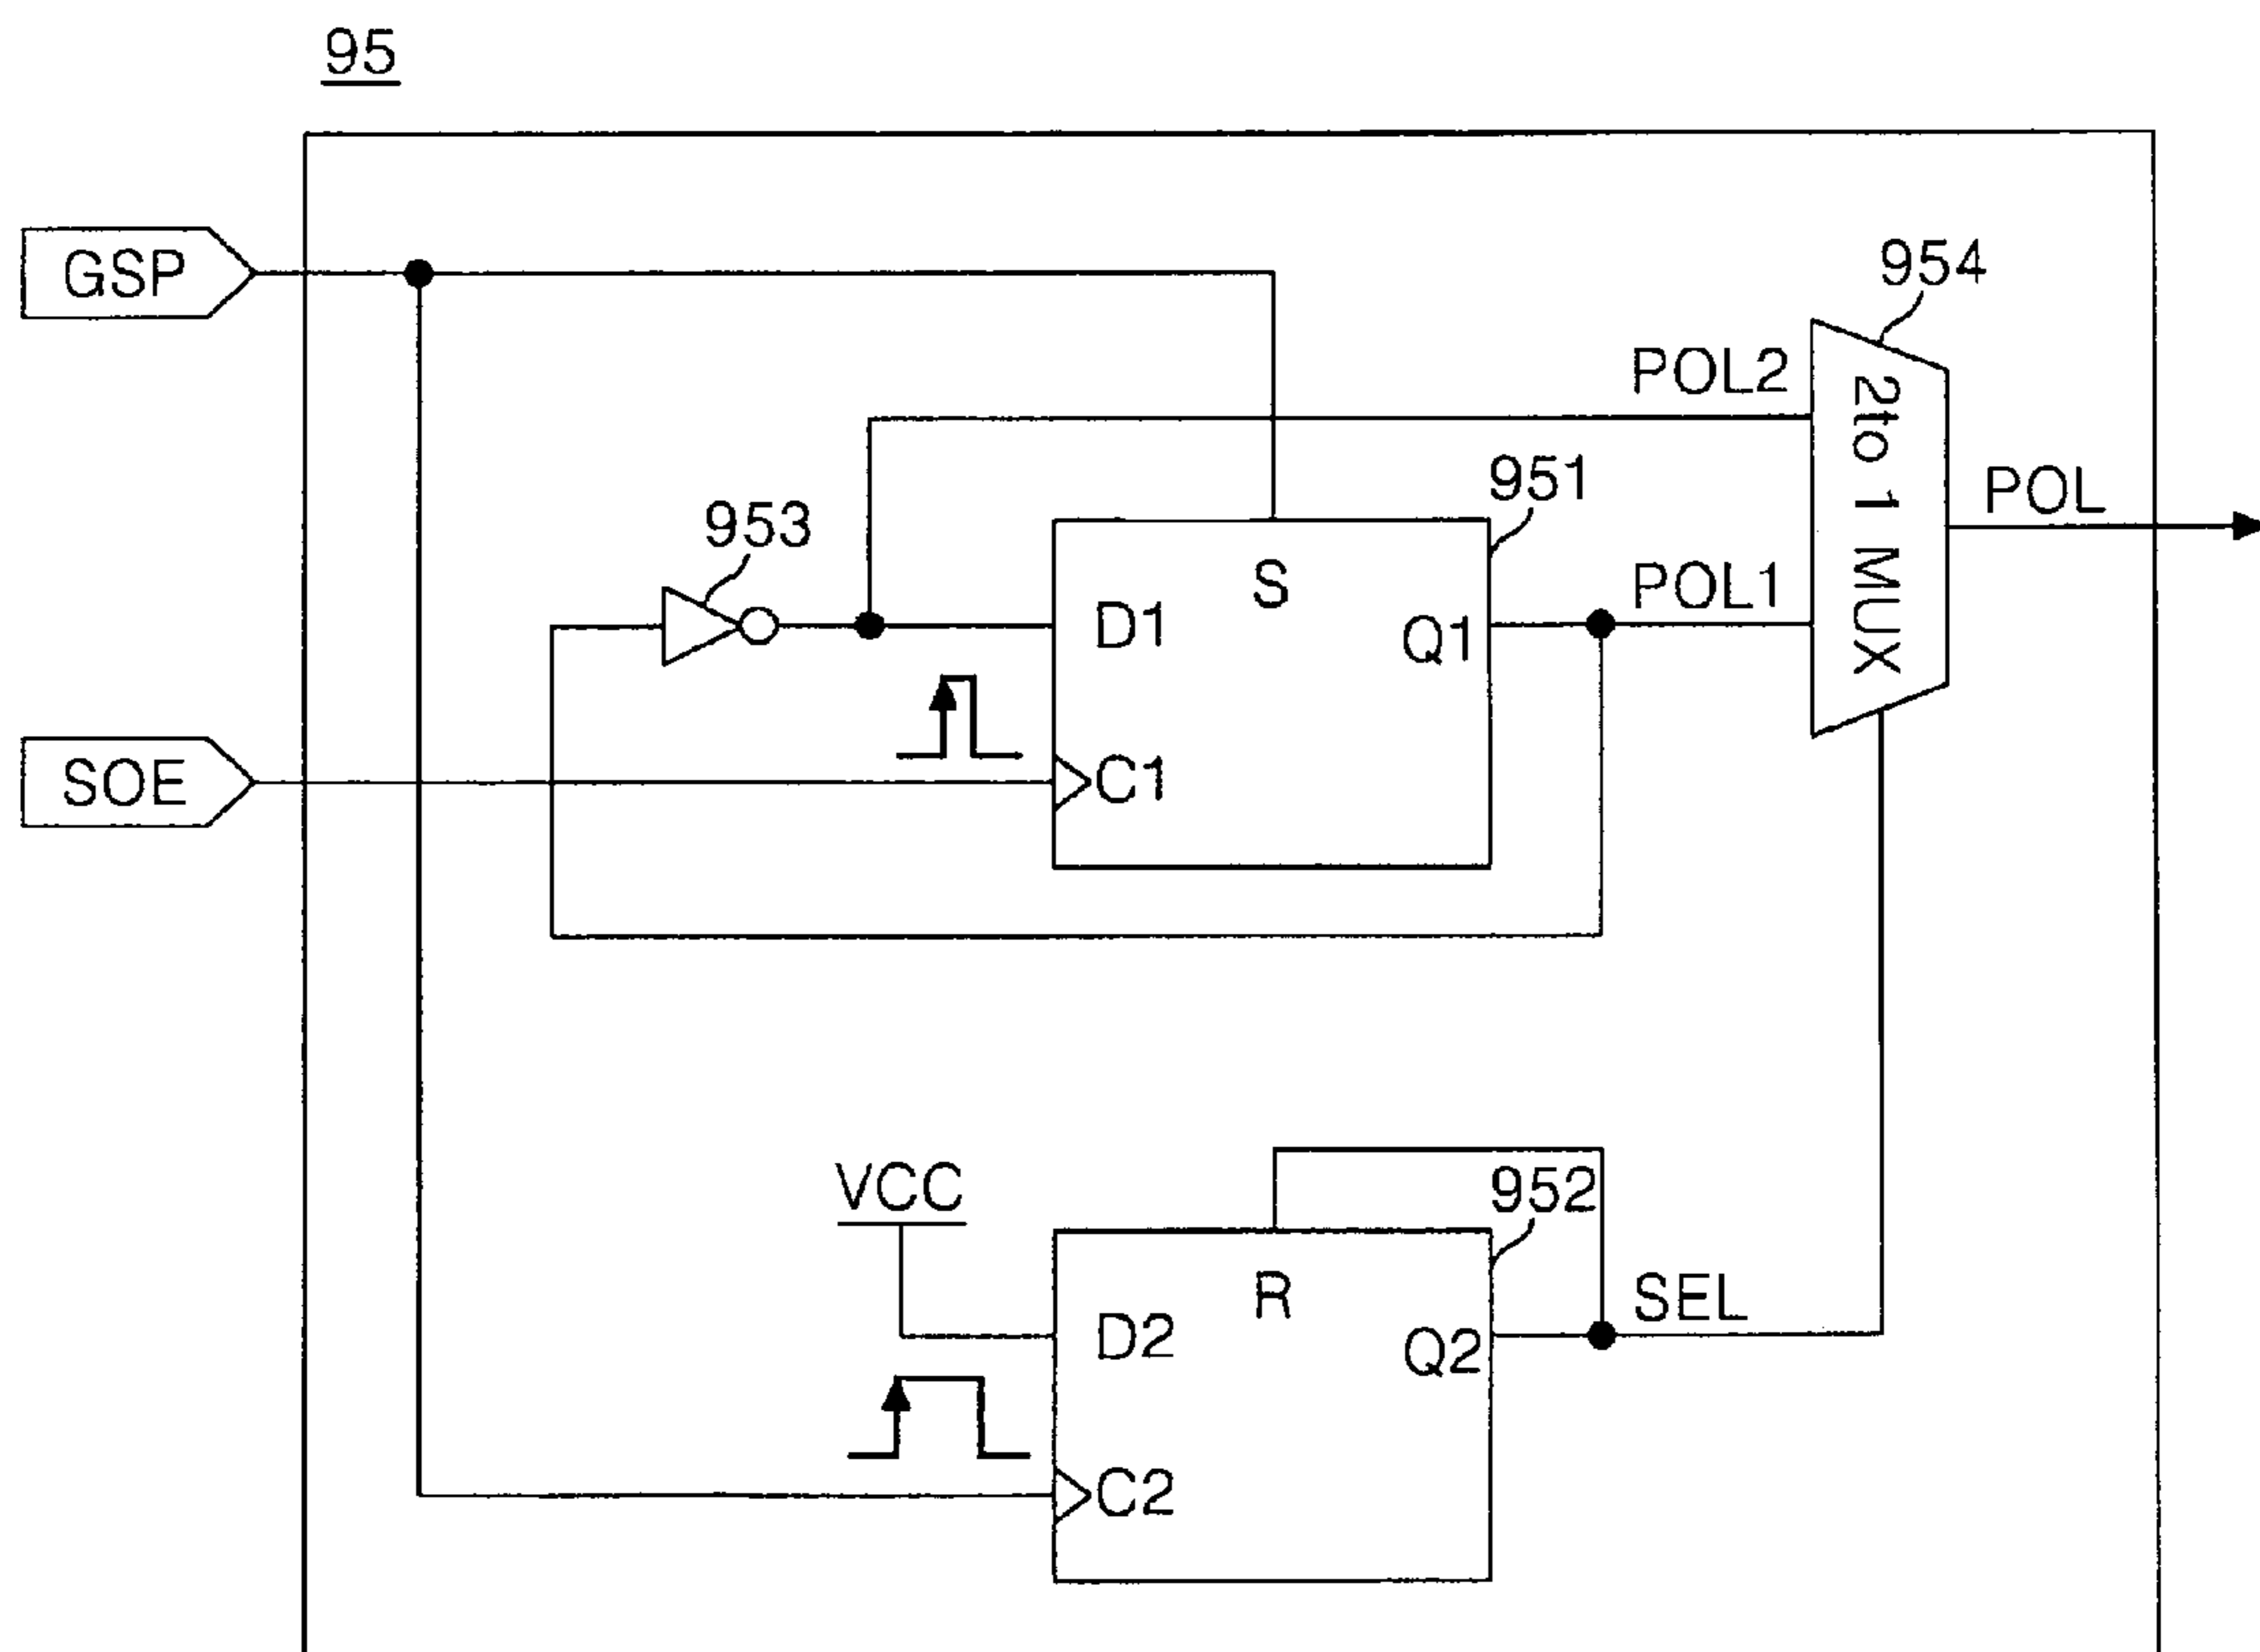 95
GSP
954
POL2
2to 1 MUX
951
POL
953
S
POL1
D1
Q1
SOE
C1
VCC
952
R
SEL
D2
Q2
C2